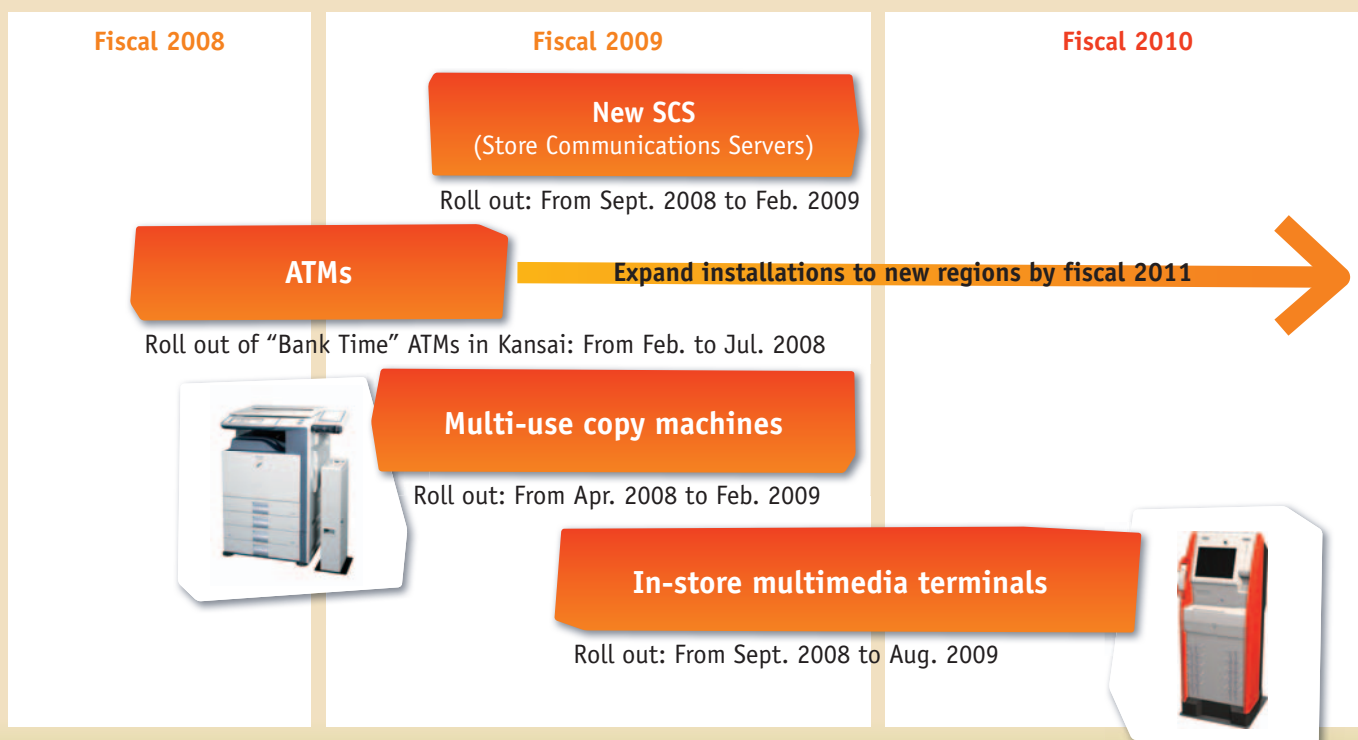 Fiscal 2008
Fiscal 2009
Fiscal 2010
New SCS
(Store Communications Servers)
Roll out: From Sept. 2008 to Feb. 2009
ATMs
Expand installations to new regions by fiscal 2011
Roll out of “Bank Time” ATMs in Kansai: From Feb. to Jul. 2008
Multi-use copy machines
Roll out: From Apr. 2008 to Feb. 2009
In-store multimedia terminals
Roll out: From Sept. 2008 to Aug. 2009